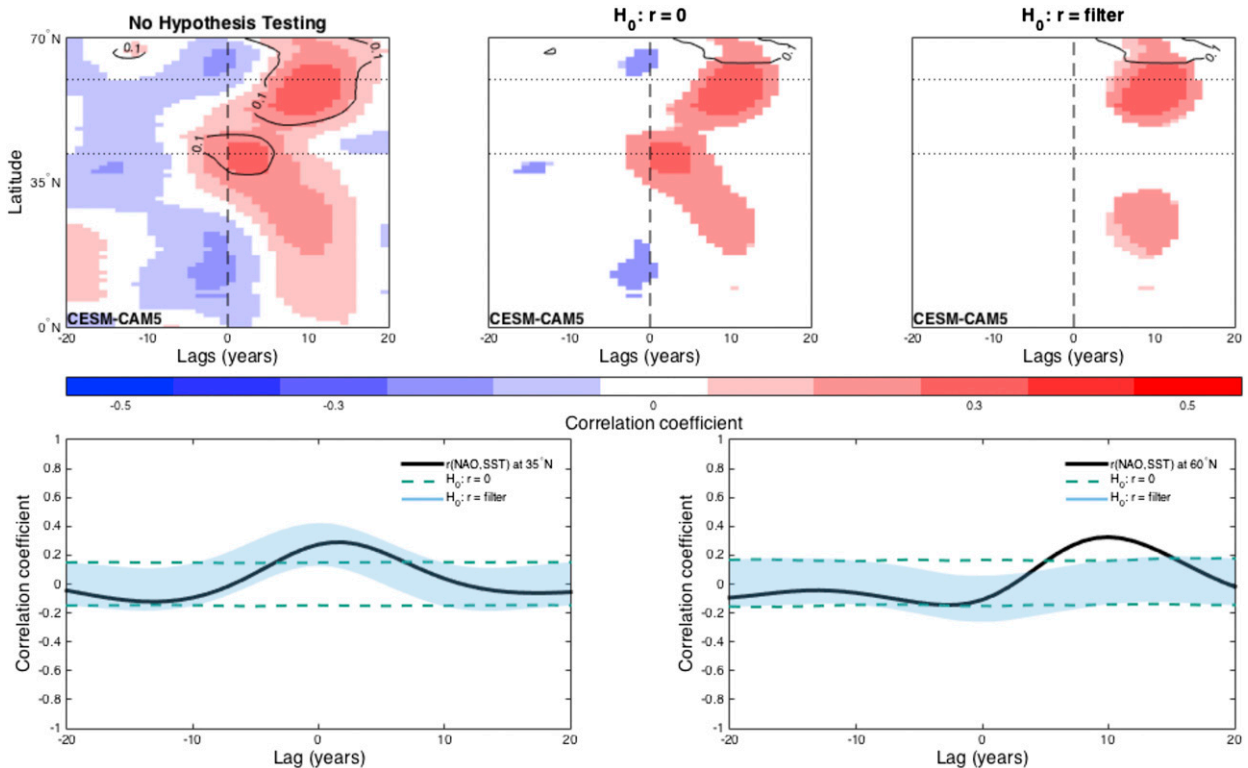 No Hypothesis Testing
H₀: r = 0
H₀: r = filter
70°N
35°N
0°N
Latitude
0.1
0.1
0.1
0.1
CESM-CAM5
-20 -10 0 10 20
Lags (years)
0.1
CESM-CAM5
-20 -10 0 10 20
Lags (years)
0.1
CESM-CAM5
-20 -10 0 10 20
Lags (years)
-0.5 -0.3 0 0.3 0.5
Correlation coefficient
1
0.8
0.6
0.4
0.2
0
-0.2
-0.4
-0.6
-0.8
-1
Correlation coefficient
r(NAO,SST) at 35°N
H₀: r = 0
H₀: r = filter
-20 -10 0 10 20
Lag (years)
1
0.8
0.6
0.4
0.2
0
-0.2
-0.4
-0.6
-0.8
-1
Correlation coefficient
r(NAO,SST) at 60°N
H₀: r = 0
H₀: r = filter
-20 -10 0 10 20
Lag (years)